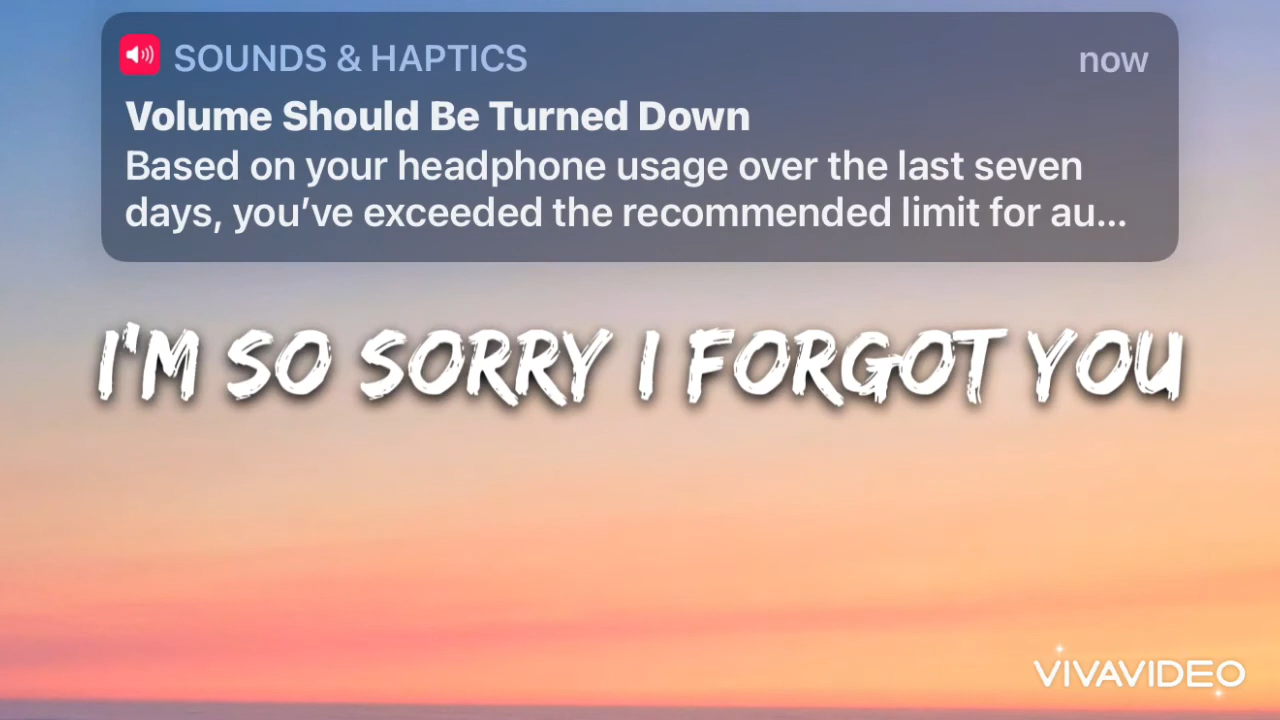 SOUNDS & HAPTICS now
Volume Should Be Turned Down
Based on your headphone usage over the last seven
days, you’ve exceeded the recommended limit for au...
I'M SO SORRY I FORGOT YOU
VIVAVIDEO